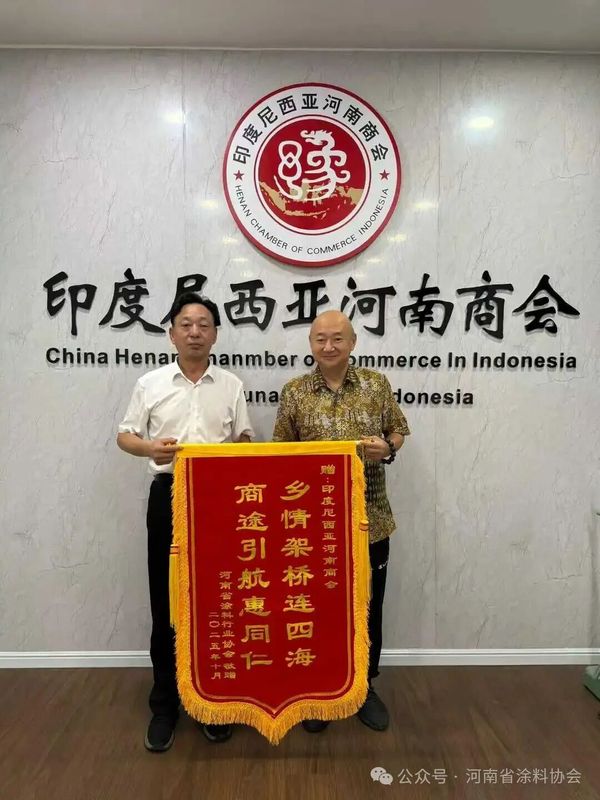 印度尼西亚河南商会
豫
HENAN CHAMBER OF COMMERCE INDONESIA
印度尼西亚河南商会
China Henan Chanmber of Commerce In Indonesia
una
donesia
赠：印度尼西亚河南商会
乡情架桥连四海
商途引航惠同仁
河南省涂料行业协会 敬赠
二〇二五年十月
公众号·河南省涂料协会